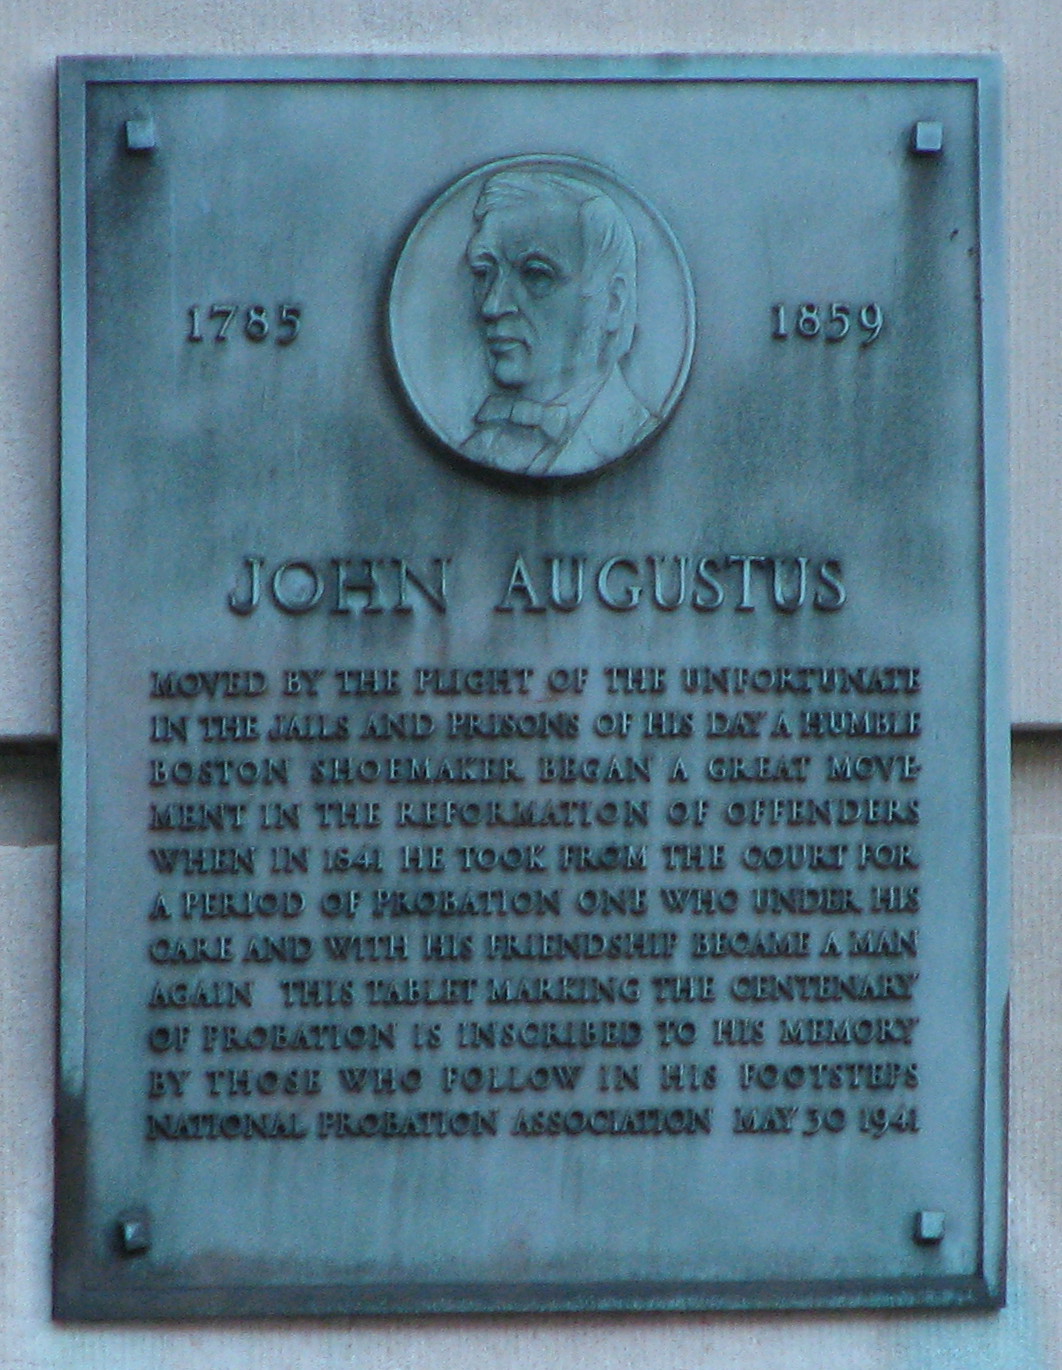 1785
1859
JOHN AUGUSTUS
MOVED BY THE PLIGHT OF THE UNFORTUNATE
IN THE JAILS AND PRISONS OF HIS DAY A HUMBLE
BOSTON SHOEMAKER BEGAN A GREAT MOVE-
MENT IN THE REFORMATION OF OFFENDERS
WHEN IN 1841 HE TOOK FROM THE COURT FOR
A PERIOD OF PROBATION ONE WHO UNDER HIS
CARE AND WITH HIS FRIENDSHIP BECAME A MAN
AGAIN THIS TABLET MARKING THE CENTENARY
OF PROBATION IS INSCRIBED TO HIS MEMORY
BY THOSE WHO FOLLOW IN HIS FOOTSTEPS
NATIONAL PROBATION ASSOCIATION MAY 30 1941